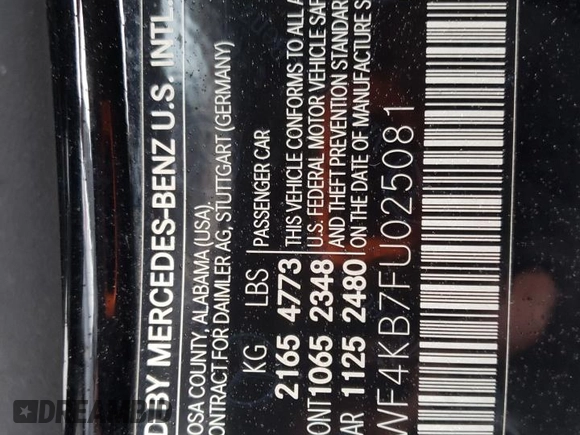 D BY MERCEDES-BENZ U.S. INTL.
OSA COUNTY, ALABAMA (USA),
CONTRACT FOR DAIMLER AG, STUTTGART (GERMANY)
KG LBS PASSENGER CAR
2165 4773 THIS VEHICLE CONFORMS TO ALL A
ONT1065 2348 U.S. FEDERAL MOTOR VEHICLE SAF
AR 1125 2480 AND THEFT PREVENTION STANDAR
ON THE DATE OF MANUFACTURE S
WF4KB7FU025081
DREAMBID